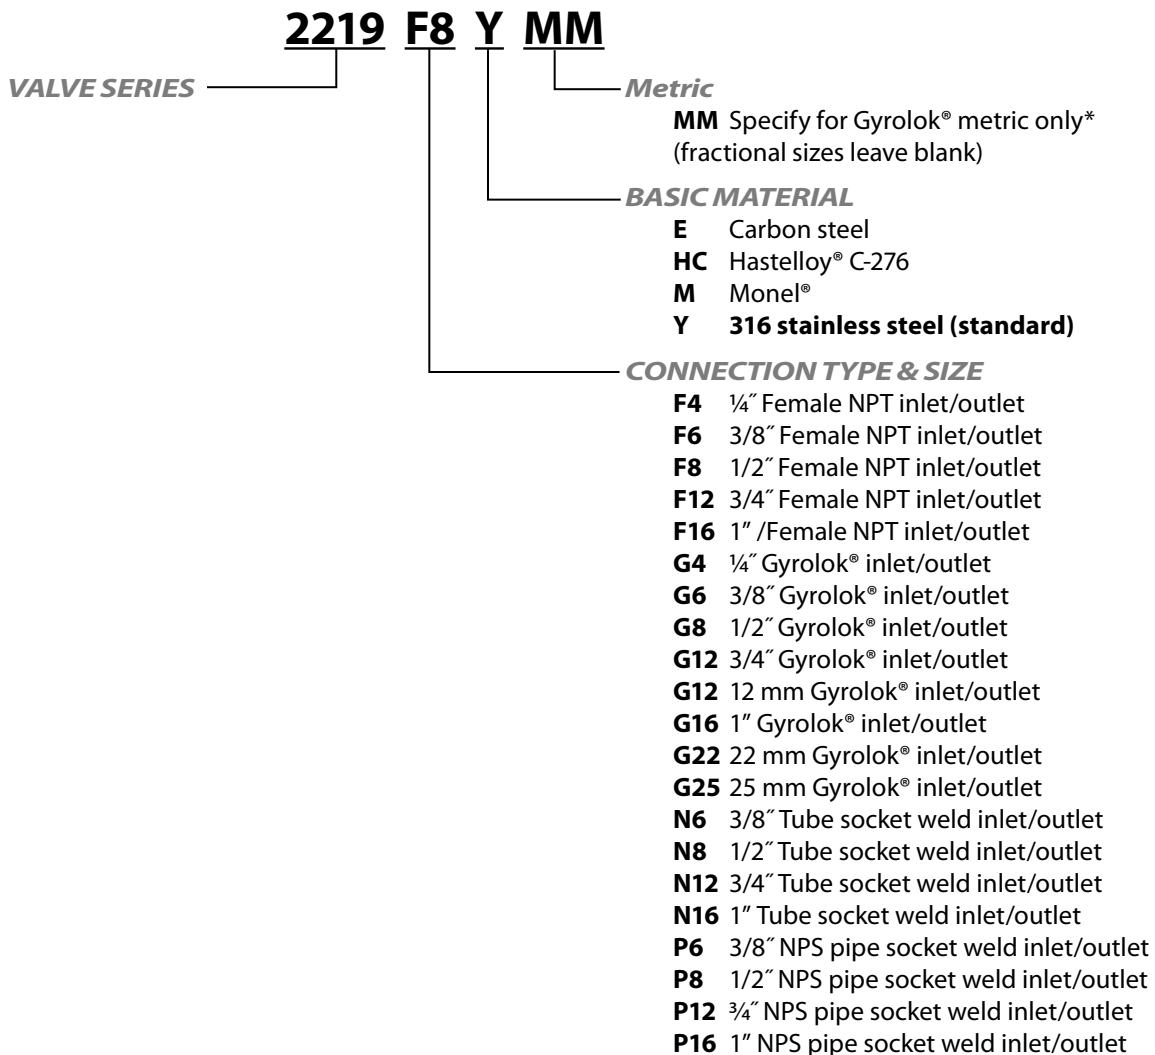 2219 F8 Y MM
VALVE SERIES
Metric
MM Specify for Gyrolok® metric only*
(fractional sizes leave blank)
BASIC MATERIAL
E Carbon steel
HC Hastelloy® C-276
M Monel®
Y 316 stainless steel (standard)
CONNECTION TYPE & SIZE
F4 ¼˝ Female NPT inlet/outlet
F6 3/8˝ Female NPT inlet/outlet
F8 1/2˝ Female NPT inlet/outlet
F12 3/4˝ Female NPT inlet/outlet
F16 1” /Female NPT inlet/outlet
G4 ¼˝ Gyrolok® inlet/outlet
G6 3/8˝ Gyrolok® inlet/outlet
G8 1/2˝ Gyrolok® inlet/outlet
G12 3/4˝ Gyrolok® inlet/outlet
G12 12 mm Gyrolok® inlet/outlet
G16 1” Gyrolok® inlet/outlet
G22 22 mm Gyrolok® inlet/outlet
G25 25 mm Gyrolok® inlet/outlet
N6 3/8˝ Tube socket weld inlet/outlet
N8 1/2˝ Tube socket weld inlet/outlet
N12 3/4˝ Tube socket weld inlet/outlet
N16 1” Tube socket weld inlet/outlet
P6 3/8˝ NPS pipe socket weld inlet/outlet
P8 1/2˝ NPS pipe socket weld inlet/outlet
P12 ¾˝ NPS pipe socket weld inlet/outlet
P16 1” NPS pipe socket weld inlet/outlet